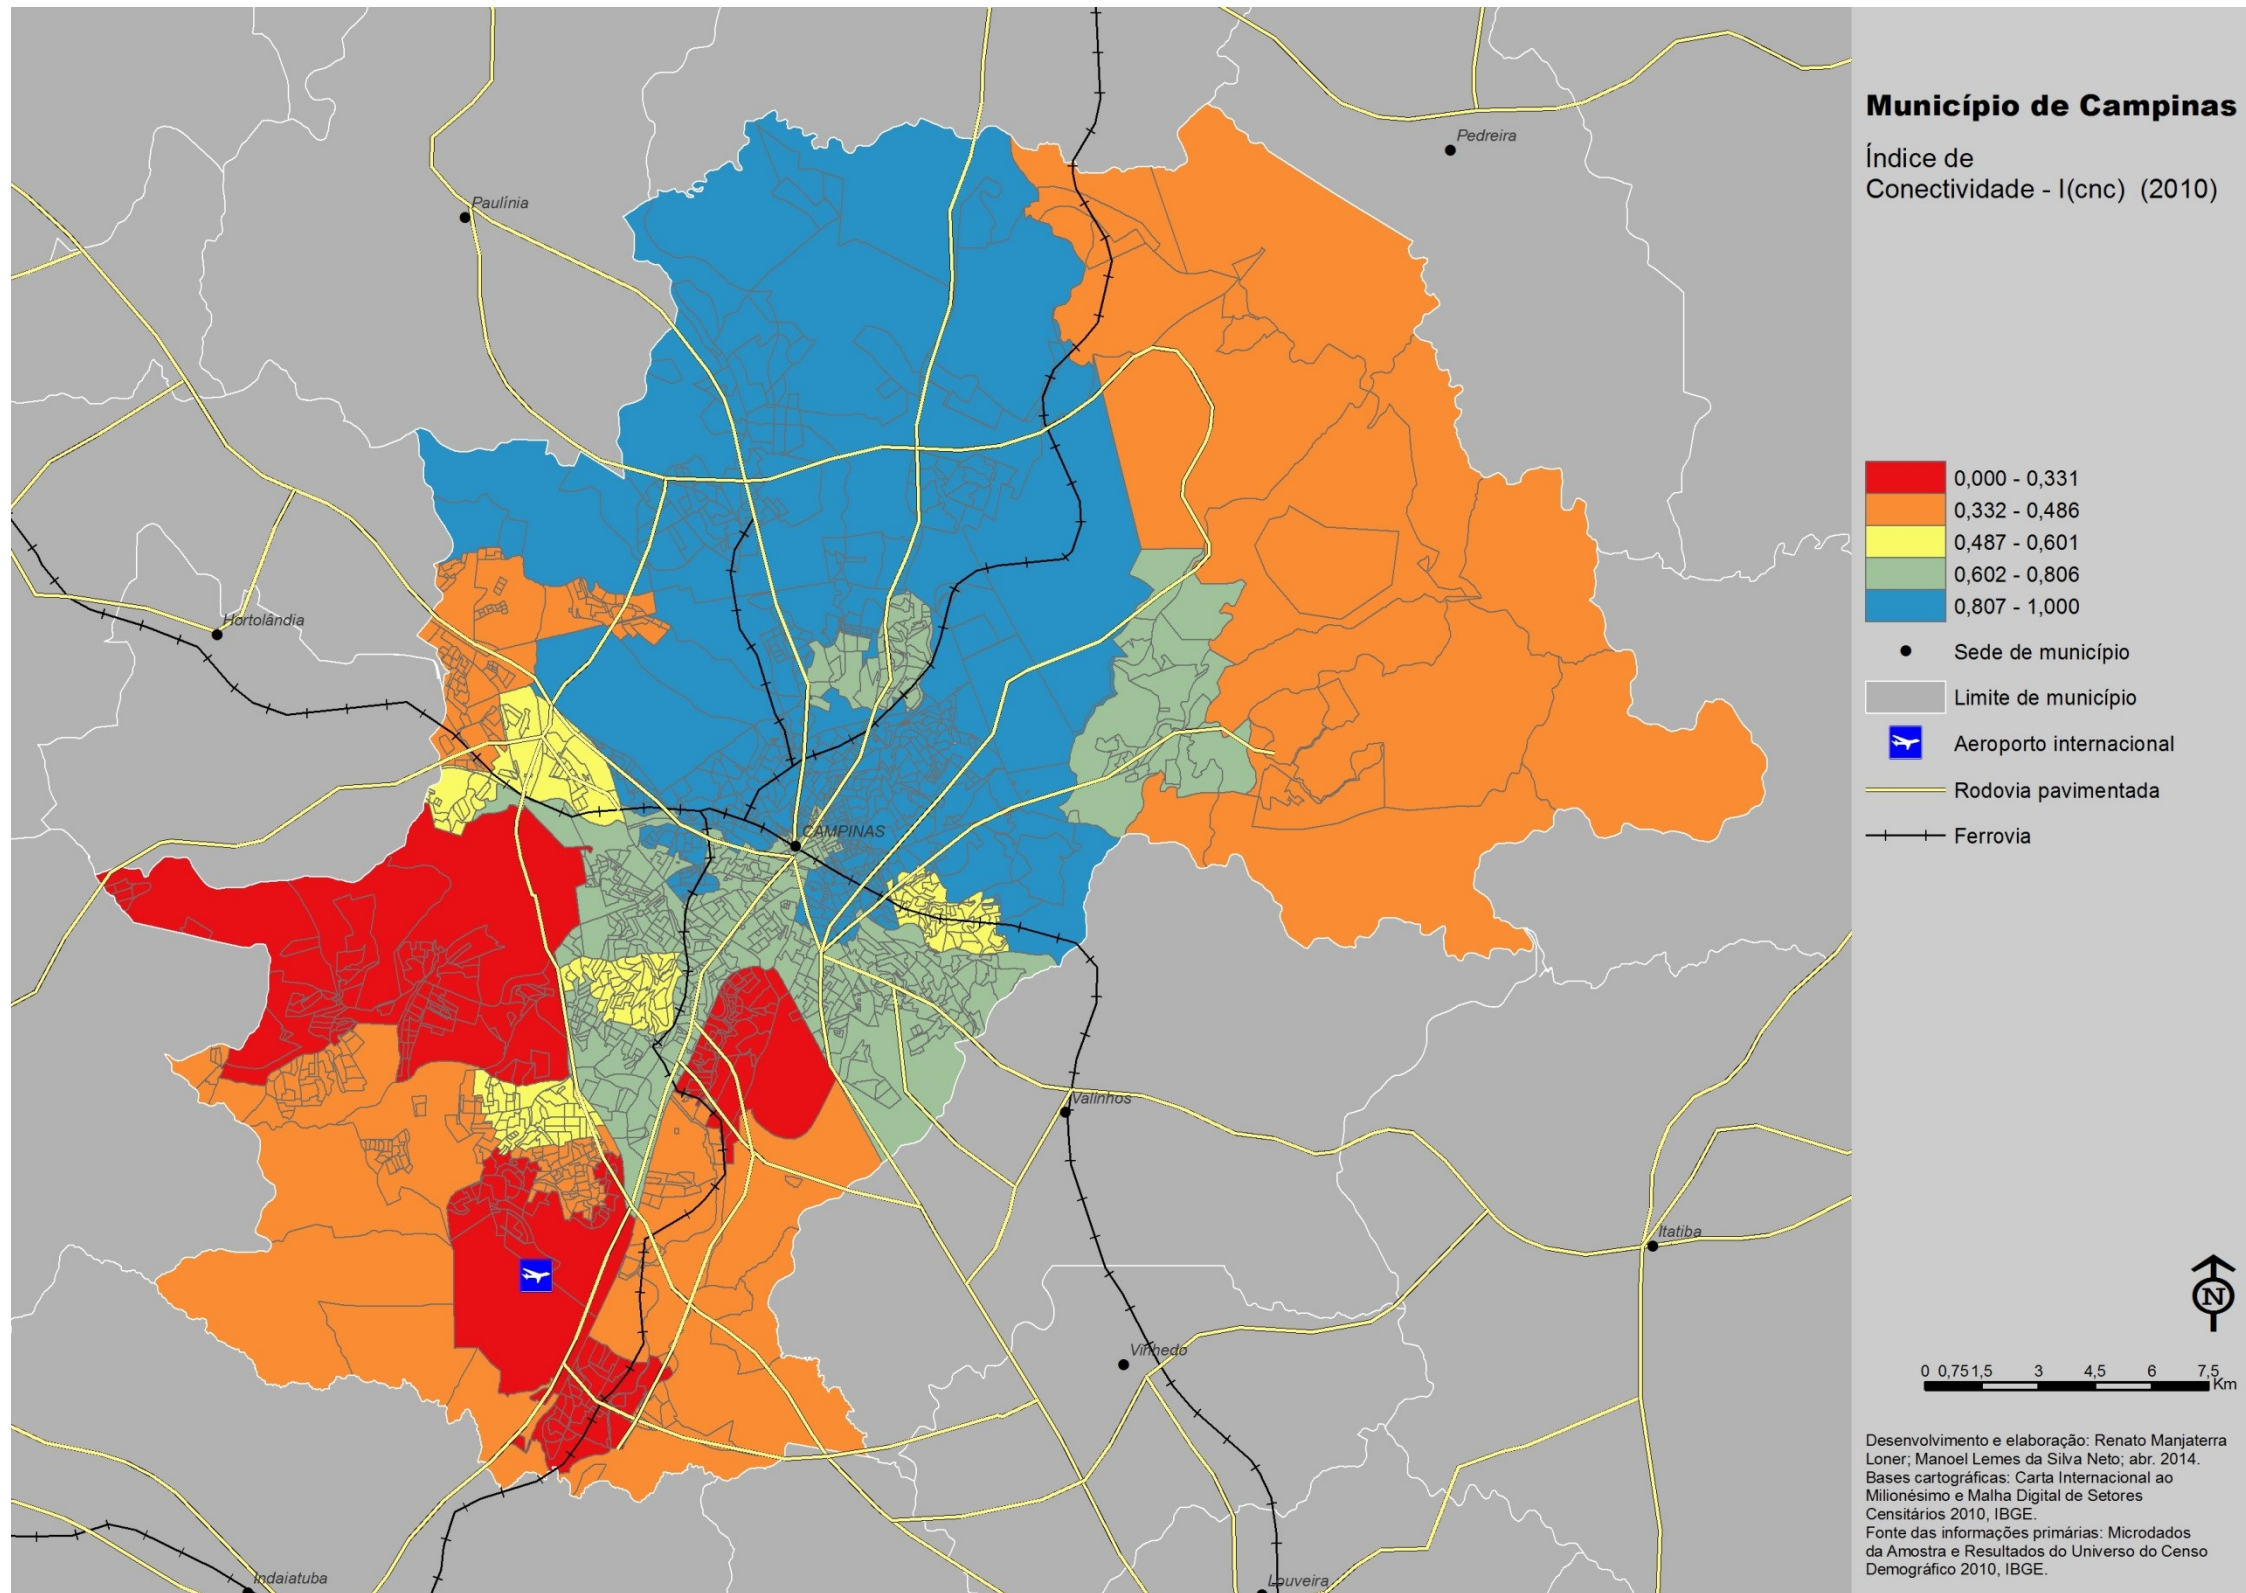 Município de Campinas
Índice de
Conectividade - I(cnc) (2010)
0,000 - 0,331
0,332 - 0,486
0,487 - 0,601
0,602 - 0,806
0,807 - 1,000
Sede de município
Limite de município
Aeroporto internacional
Rodovia pavimentada
Ferrovia
Pedreira
Paulínia
Hortolândia
CAMPINAS
Valinhos
Itatiba
Vinhedo
Indaiatuba
Louveira
N
0 0,75 1,5 3 4,5 6 7,5
Km
Desenvolvimento e elaboração: Renato Manjaterra
Loner; Manoel Lemes da Silva Neto; abr. 2014.
Bases cartográficas: Carta Internacional ao
Milionésimo e Malha Digital de Setores
Censitários 2010, IBGE.
Fonte das informações primárias: Microdados
da Amostra e Resultados do Universo do Censo
Demográfico 2010, IBGE.